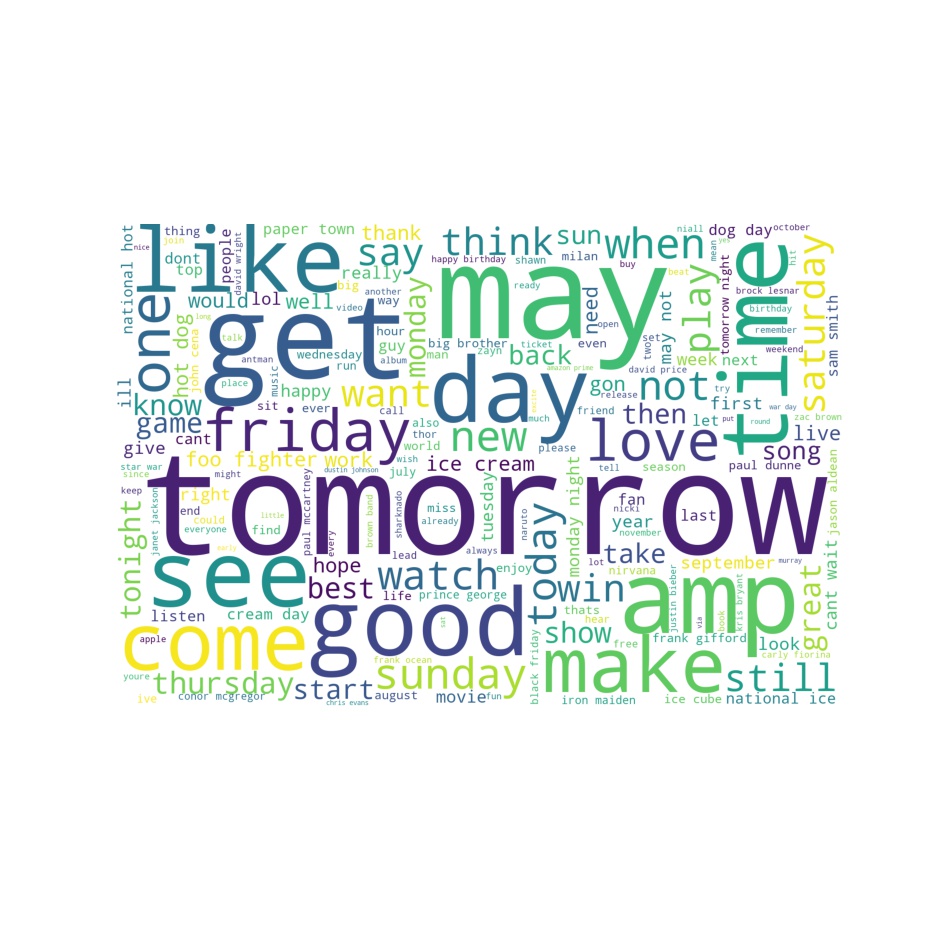 national hot
thing
join
nice
dont
top
like
people
david wright
paper town
thank
say
really
big
happy birthday
think
sun
milan
shawn
when
niall
buy
mean
yes
dog day
october
hit
one
would
lol
well
another
way
video
monday
ready
may
need
open
even
two
set
may not
play
tomorrow night
beat
brock lesnar
birthday
remember
weekend
time
saturday
sam smith
long
talk
hot dog
john cena
antman
place
music
get
hour
guy
wednesday
run
album
man
big brother
zayn
ticket
amazon prime
back
david price
week
next
try
ill
know
game
give
cant
sit
happy
ever
want
call
also
thor
world
day
write
much
gon
release
not
friend
then
let
first
put
war day
round
zac brown
live
friday
new
please
love
song
star war
since
foo fighter
work
wish
july
ice cream
tell
season
paul dunne
jason aldean
might
dustin johnson
keep
right
end
could
everyone
find
tomorrow
little
early
janet jackson
paul mccartney
every
brown band
sharknado
already
miss
tuesday
naruto
always
monday night
fan
nicki
year
november
last
tonight
see
hope
best
lead
life
watch
enjoy
today
win
lot
nirvana
take
september
murray
great
cant wait
listen
cream day
good
sat
prince george
thats
hear
show
free
amp
justin bieber
via
book
kris bryant
frank gifford
look
carly fiorina
come
apple
youre
thursday
ive
conor mcgregor
start
chris evans
frank ocean
sunday
august
movie
fun
black friday
make
iron maiden
ice cube
still
national ice